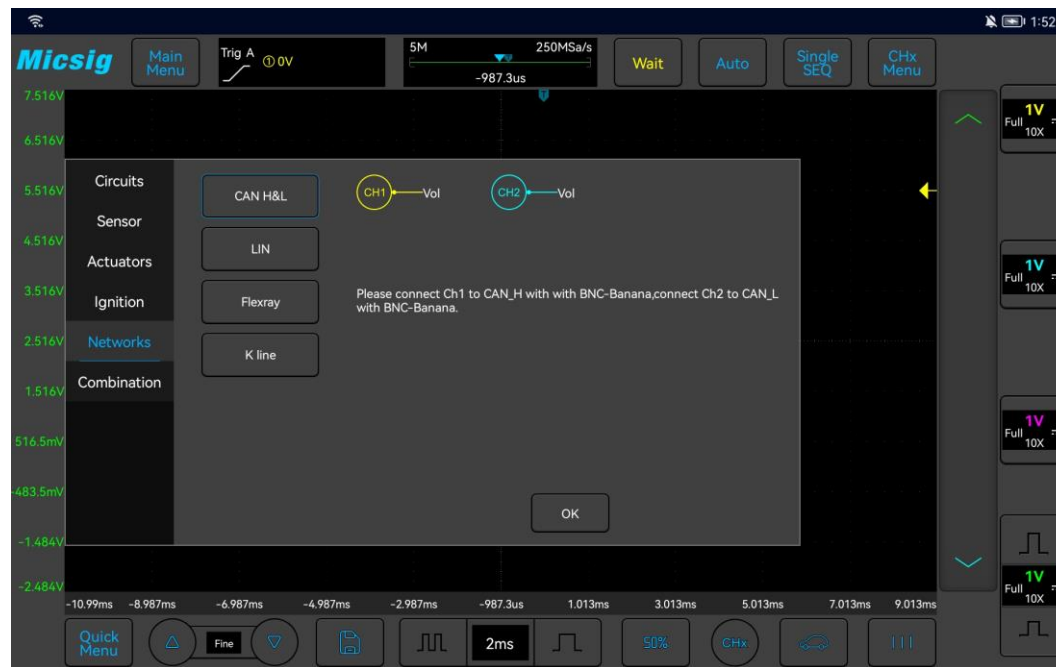 1:52
Micsig
Main
Menu
Trig A ① 0V
5M 250MSa/s
-987.3us
Wait
Auto
Single
SEQ
CHx
Menu
T
7.516V
6.516V
5.516V
4.516V
3.516V
2.516V
1.516V
516.5mV
-483.5mV
-1.484V
-2.484V
Circuits
Sensor
Actuators
Ignition
Networks
Combination
CAN H&L
LIN
Flexray
K line
CH1 Vol
CH2 Vol
Please connect Ch1 to CAN_H with with BNC-Banana,connect Ch2 to CAN_L
with BNC-Banana.
OK
1V
Full 10X
1V
Full 10X
1V
Full 10X
1V
Full 10X
-10.99ms -8.987ms -6.987ms -4.987ms -2.987ms -987.3us 1.013ms 3.013ms 5.013ms 7.013ms 9.013ms
Quick
Menu
Fine
2ms
50%
CHx